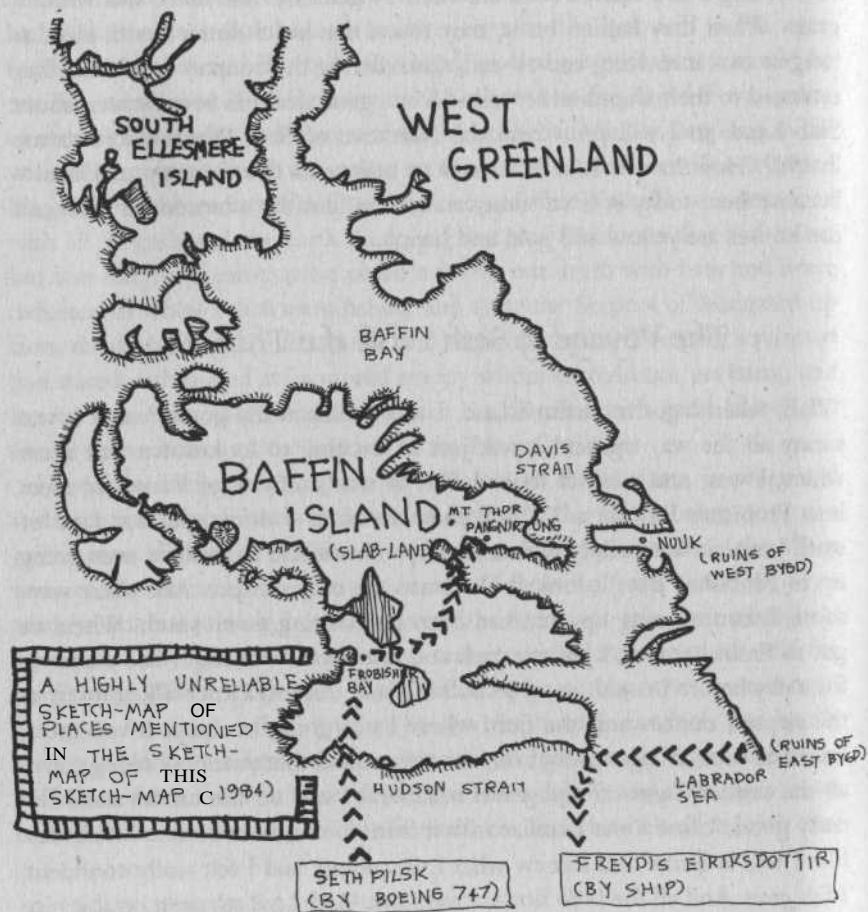 SOUTH
ELLESMERE
ISLAND
WEST
GREENLAND
BAFFIN
BAY
BAFFIN
ISLAND
(SLAB-LAND)
DAVIS
STRAIT
MT THOR
PANGNIRTUNG
NUUK
(RUINS OF
WEST BYGD)
FROBISHER
BAY
A HIGHLY UNRELIABLE
SKETCH-MAP OF
PLACES MENTIONED
IN THE SKETCH-
MAP OF THIS
SKETCH-MAP C1984)
HUDSON STRAIT
LABRADOR
SEA
(RUINS OF
EAST BYGD)
SETH PILSK
(BY BOEING 747)
FREYDIS EIRIKSDOTTIR
(BY SHIP)